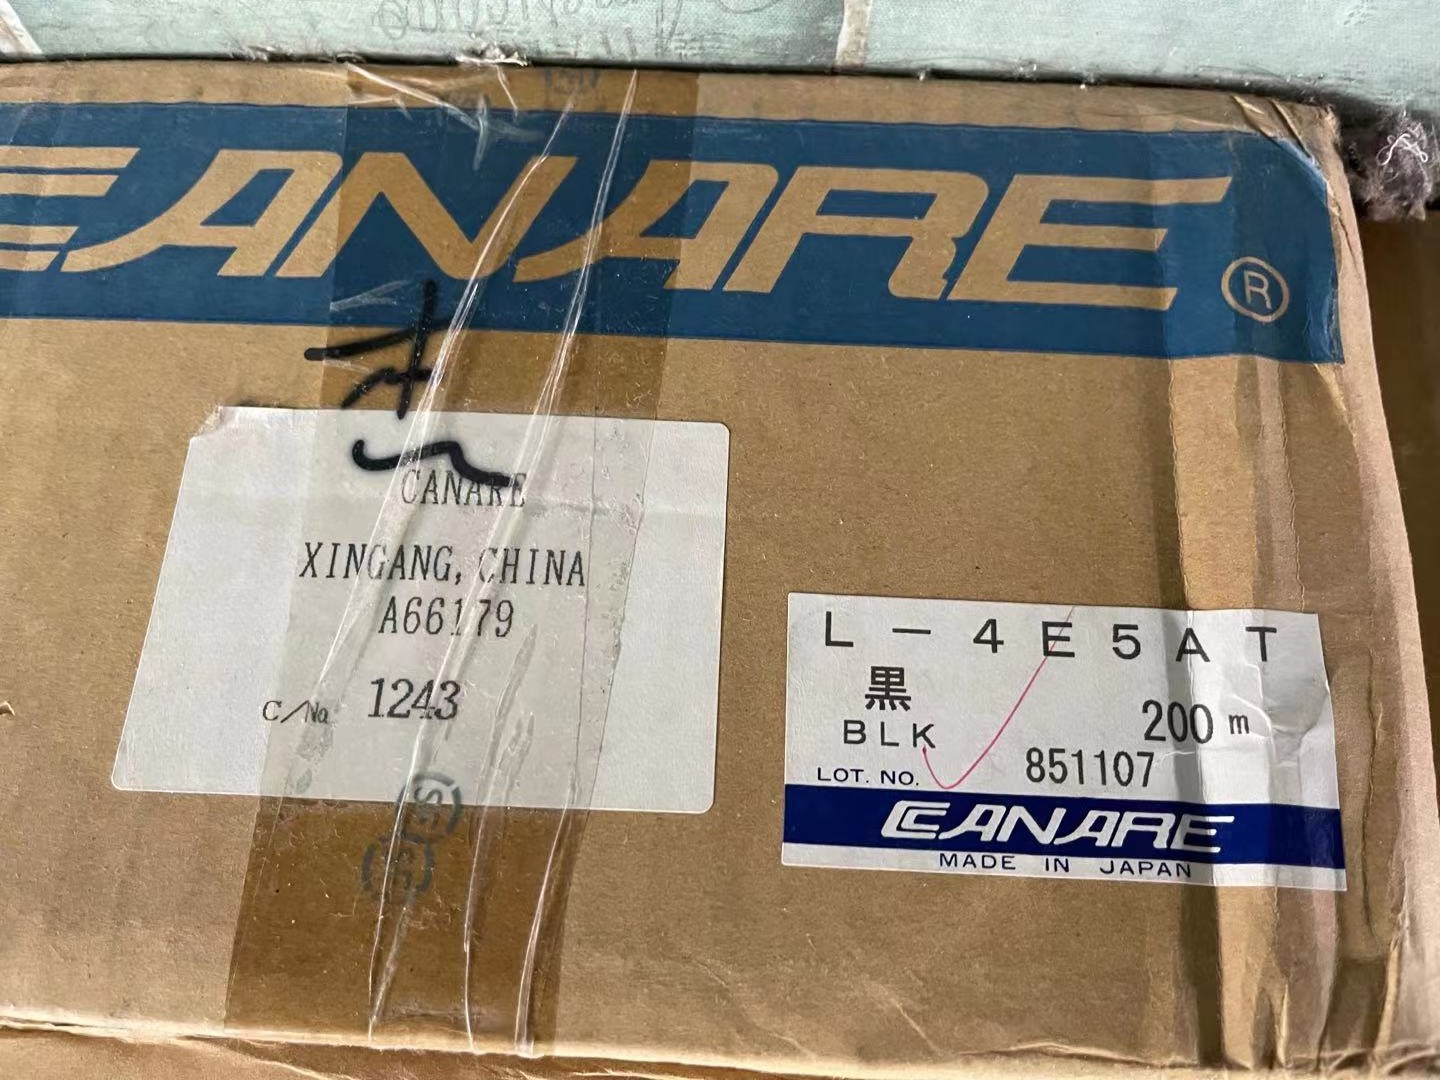 CANARE®
CANARE
XINGANG, CHINA
A66179
C/No. 1243
L-4E5AT
黒
BLK 200m
LOT. NO. 851107
CANARE
MADE IN JAPAN